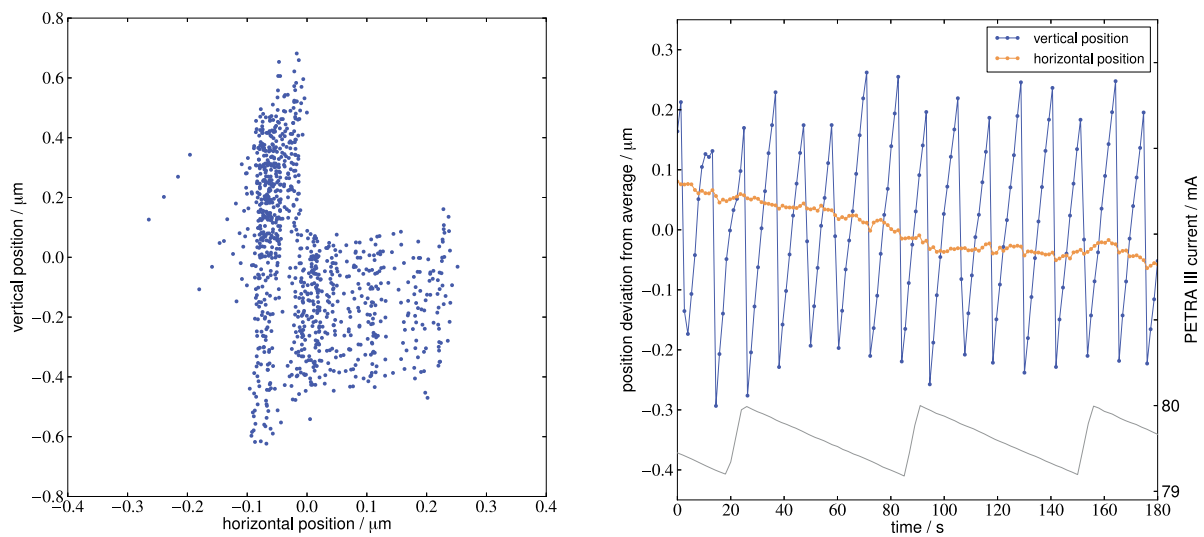 0.8
0.6
0.4
0.2
0.0
−0.2
−0.4
−0.6
−0.8
vertical position / μm
−0.4 −0.3 −0.2 −0.1 0.0 0.1 0.2 0.3 0.4
horizontal position / μm
vertical position
horizontal position
0.3
0.2
0.1
0.0
−0.1
−0.2
−0.3
−0.4
position deviation from average / μm
80
79
PETRA III current / mA
0 20 40 60 80 100 120 140 160 180
time / s